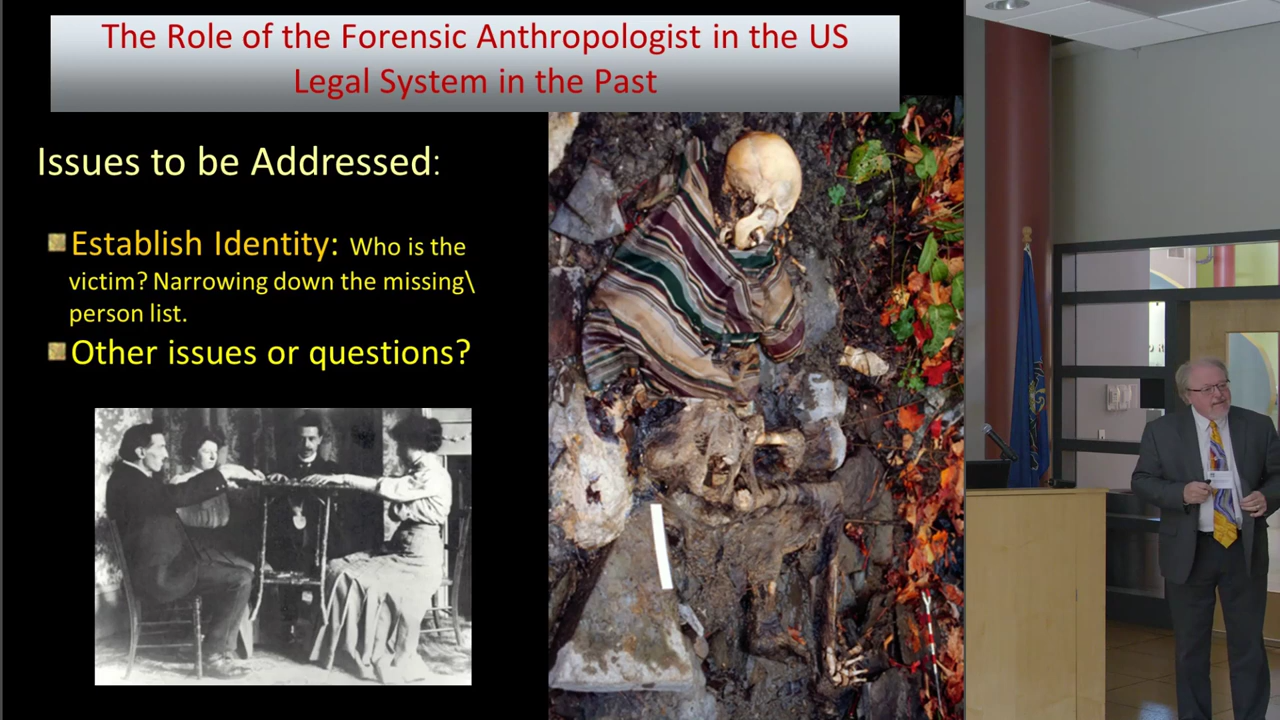 The Role of the Forensic Anthropologist in the US
Legal System in the Past
Issues to be Addressed:
Establish Identity: Who is the
victim? Narrowing down the missing\
person list.
Other issues or questions?